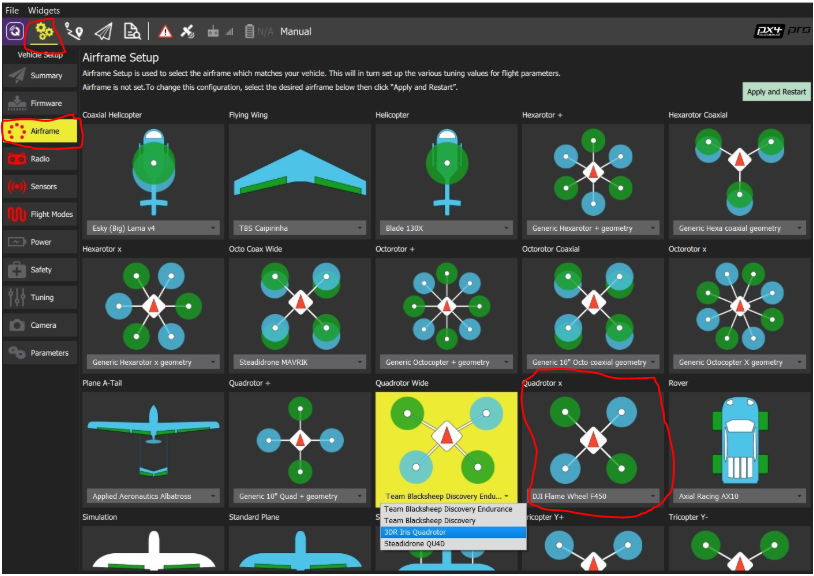 File Widgets
N/A Manual
PX4 pro
Vehicle Setup
Airframe Setup
Summary
Airframe Setup is used to select the airframe which matches your vehicle. This will in turn set up the various tuning values for flight parameters.
Airframe is not set.To change this configuration, select the desired airframe below then click "Apply and Restart".
Apply and Restart
Firmware
Airframe
Radio
Sensors
Flight Modes
Power
Safety
Tuning
Camera
Parameters
Coaxial Helicopter Flying Wing Helicopter Hexarotor + Hexarotor Coaxial
Esky (Big) Lama v4 TBS Caipirinha Blade 130X Generic Hexarotor + geometry Generic Hexa coaxial geometry
Hexarotor x Octo Coax Wide Octorotor + Octorotor Coaxial Octorotor x
Generic Hexarotor x geometry Steadidrone MAVRIK Generic Octocopter + geometry Generic 10" Octo coaxial geometry Generic Octocopter X geometry
Plane A-Tail Quadrotor + Quadrotor Wide Quadrotor x Rover
Applied Aeronautics Albatross Generic 10" Quad + geometry Team Blacksheep Discovery Endu... DJI Flame Wheel F450 Axial Racing AX10
Team Blacksheep Discovery Endurance
Team Blacksheep Discovery
3DR Iris Quadrotor
Steadidrone QU4D
Simulation Standard Plane Tricopter Y+ Tricopter Y-